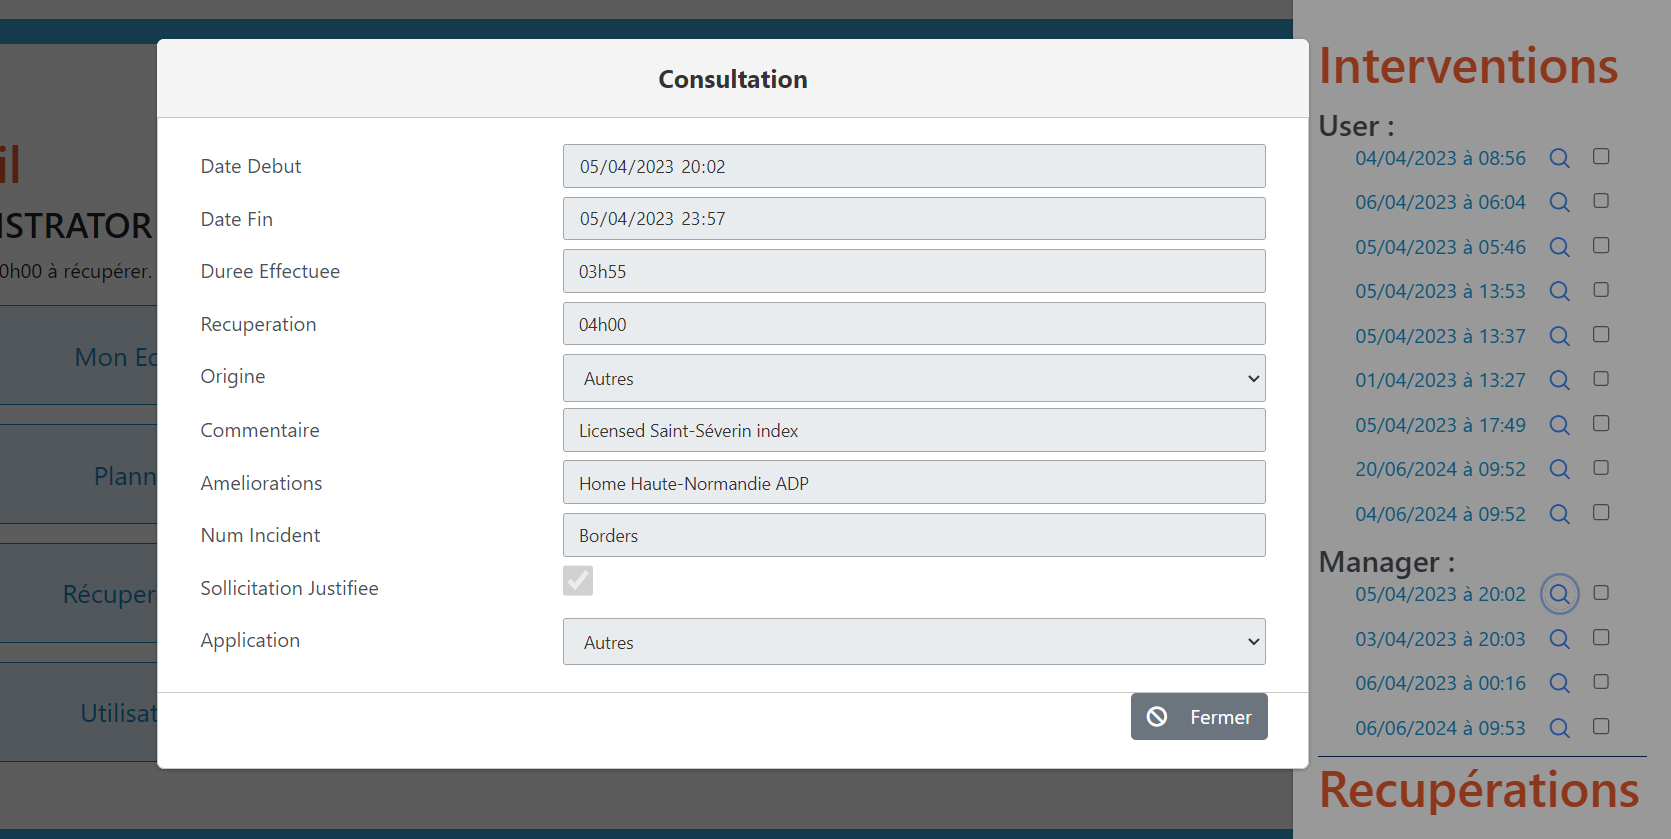 il
ISTRATOR
0h00 à récupérer.
Mon Ec
Plann
Récuper
Utilisat
Consultation
Date Debut 05/04/2023 20:02
Date Fin 05/04/2023 23:57
Duree Effectuee 03h55
Recuperation 04h00
Origine Autres
Commentaire Licensed Saint-Séverin index
Ameliorations Home Haute-Normandie ADP
Num Incident Borders
Sollicitation Justifiee
Application Autres
Fermer
Interventions
User :
04/04/2023 à 08:56
06/04/2023 à 06:04
05/04/2023 à 05:46
05/04/2023 à 13:53
05/04/2023 à 13:37
01/04/2023 à 13:27
05/04/2023 à 17:49
20/06/2024 à 09:52
04/06/2024 à 09:52
Manager :
05/04/2023 à 20:02
03/04/2023 à 20:03
06/04/2023 à 00:16
06/06/2024 à 09:53
Recupérations